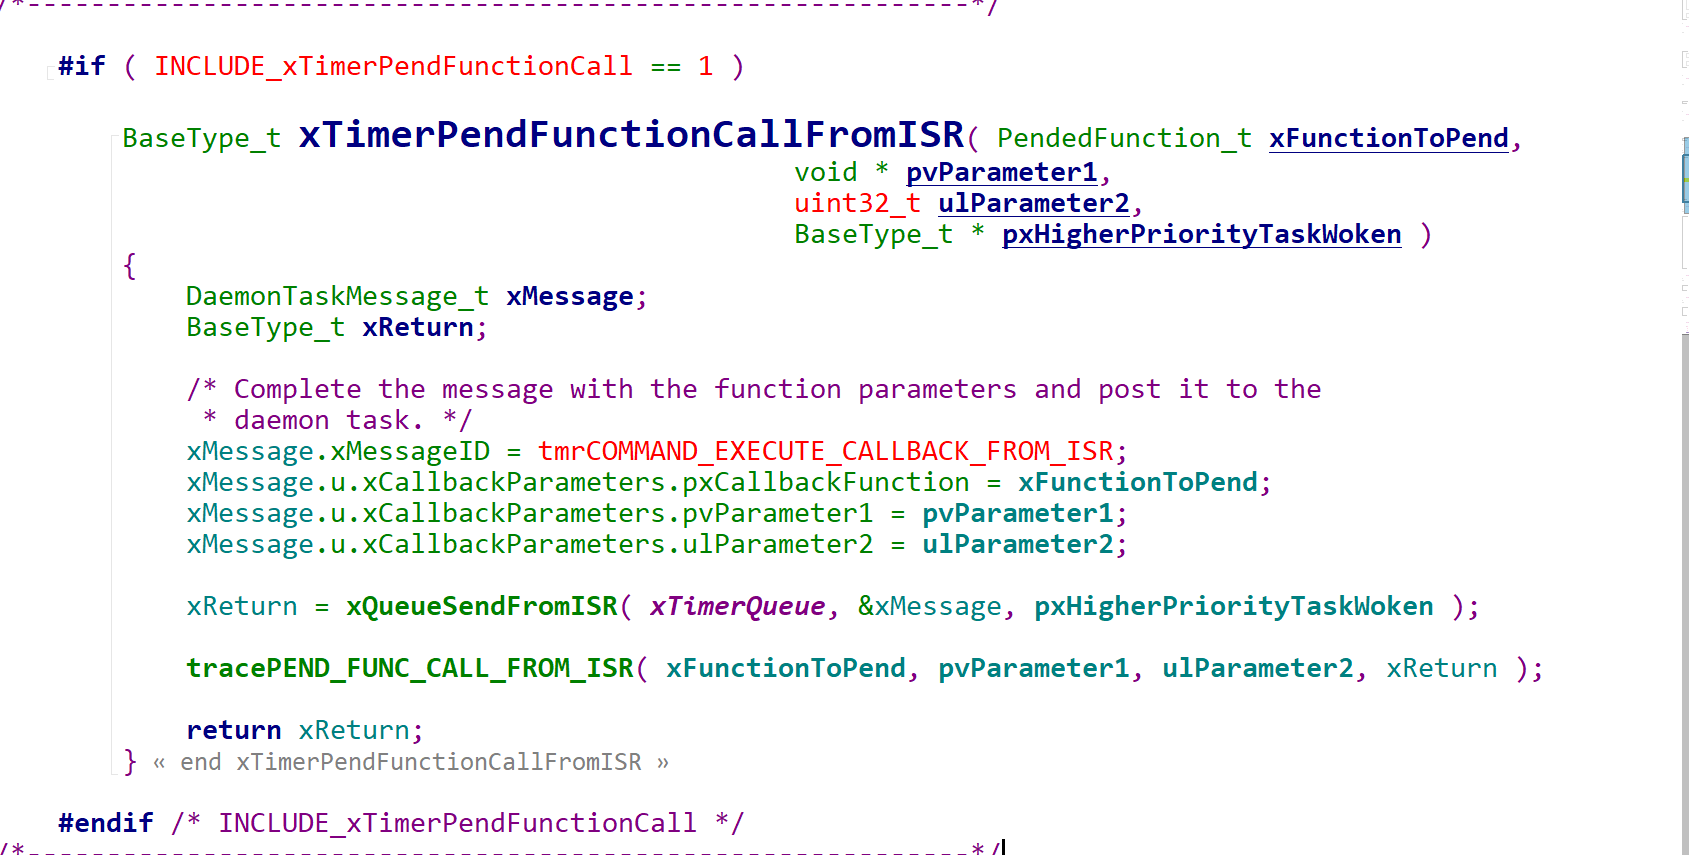 /*-----------------------------------------------------------*/
#if ( INCLUDE_xTimerPendFunctionCall == 1 )
BaseType_t xTimerPendFunctionCallFromISR( PendedFunction_t xFunctionToPend,
void * pvParameter1,
uint32_t ulParameter2,
BaseType_t * pxHigherPriorityTaskWoken )
{
DaemonTaskMessage_t xMessage;
BaseType_t xReturn;
/* Complete the message with the function parameters and post it to the
* daemon task. */
xMessage.xMessageID = tmrCOMMAND_EXECUTE_CALLBACK_FROM_ISR;
xMessage.u.xCallbackParameters.pxCallbackFunction = xFunctionToPend;
xMessage.u.xCallbackParameters.pvParameter1 = pvParameter1;
xMessage.u.xCallbackParameters.ulParameter2 = ulParameter2;
xReturn = xQueueSendFromISR( xTimerQueue, &xMessage, pxHigherPriorityTaskWoken );
tracePEND_FUNC_CALL_FROM_ISR( xFunctionToPend, pvParameter1, ulParameter2, xReturn );
return xReturn;
} « end xTimerPendFunctionCallFromISR »
#endif /* INCLUDE_xTimerPendFunctionCall */
/*-----------------------------------------------------------*/